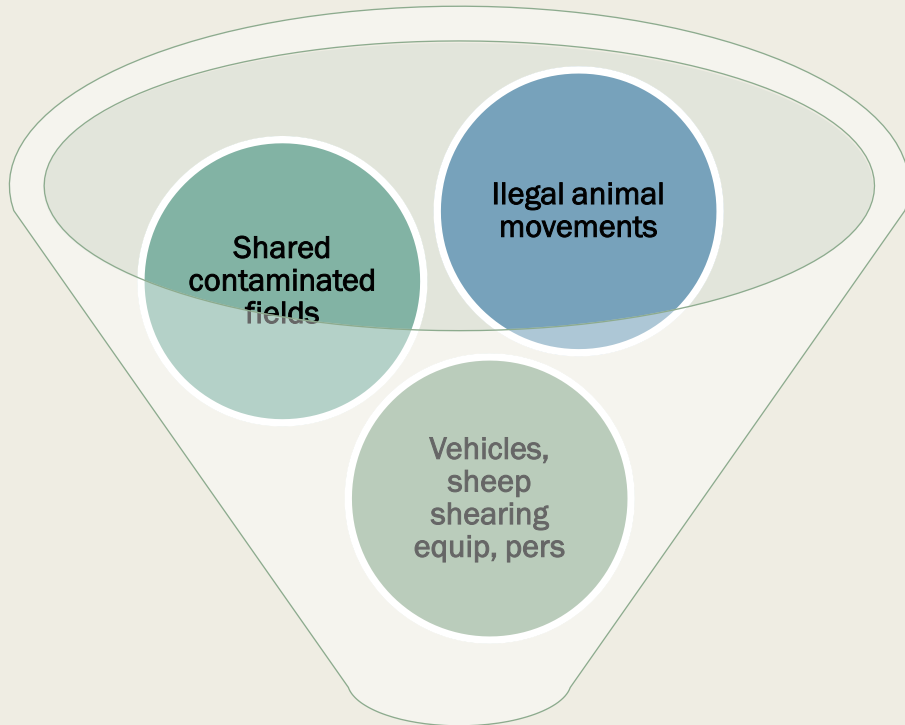 Ilegal animal
movements
Shared
contaminated
fields
Vehicles,
sheep
shearing
equip, pers